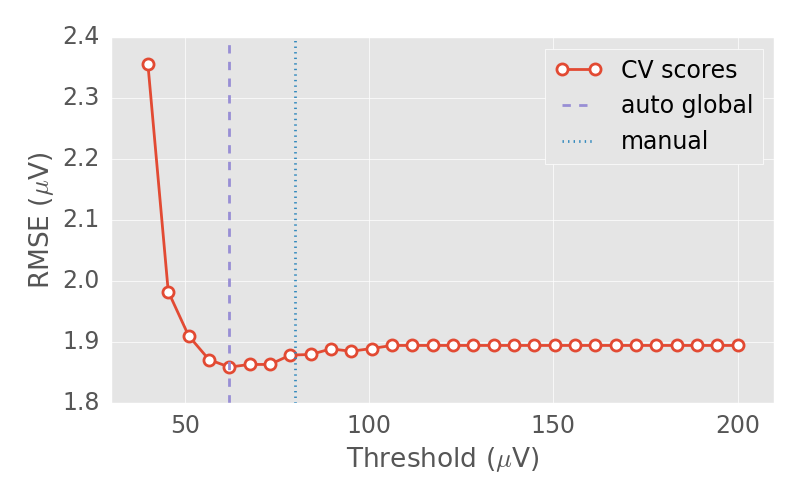 2.4
2.3
2.2
2.1
2.0
1.9
1.8
RMSE (μV)
CV scores
auto global
manual
50 100 150 200
Threshold (μV)